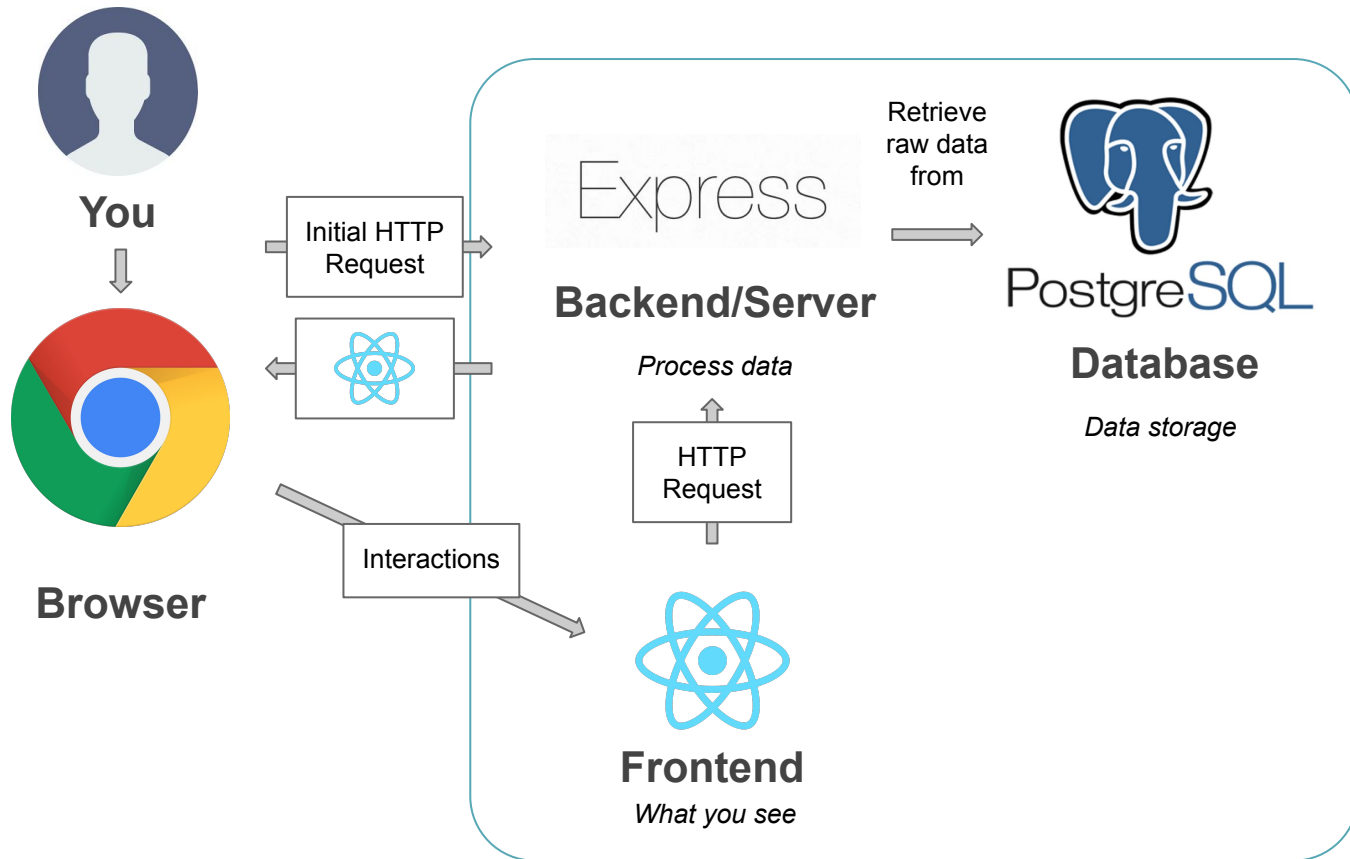 You
Browser
Initial HTTP
Request
Interactions
Express
Backend/Server
Process data
HTTP
Request
Frontend
What you see
Retrieve
raw data
from
PostgreSQL
Database
Data storage